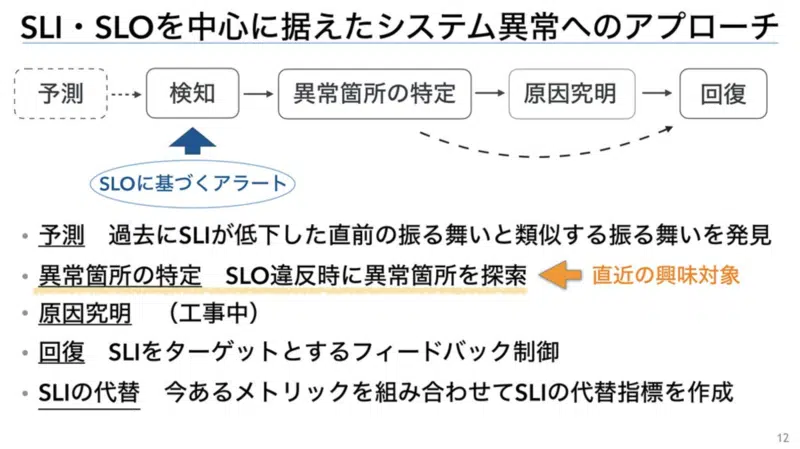 SLI・SLOを中心に据えたシステム異常へのアプローチ
予測
検知
異常箇所の特定
原因究明
回復
SLOに基づくアラート
• 予測 過去にSLIが低下した直前の振る舞いと類似する振る舞いを発見
• 異常箇所の特定 SLO違反時に異常箇所を探索 直近の興味対象
• 原因究明 （工事中）
• 回復 SLIをターゲットとするフィードバック制御
• SLIの代替 今あるメトリックを組み合わせてSLIの代替指標を作成
12